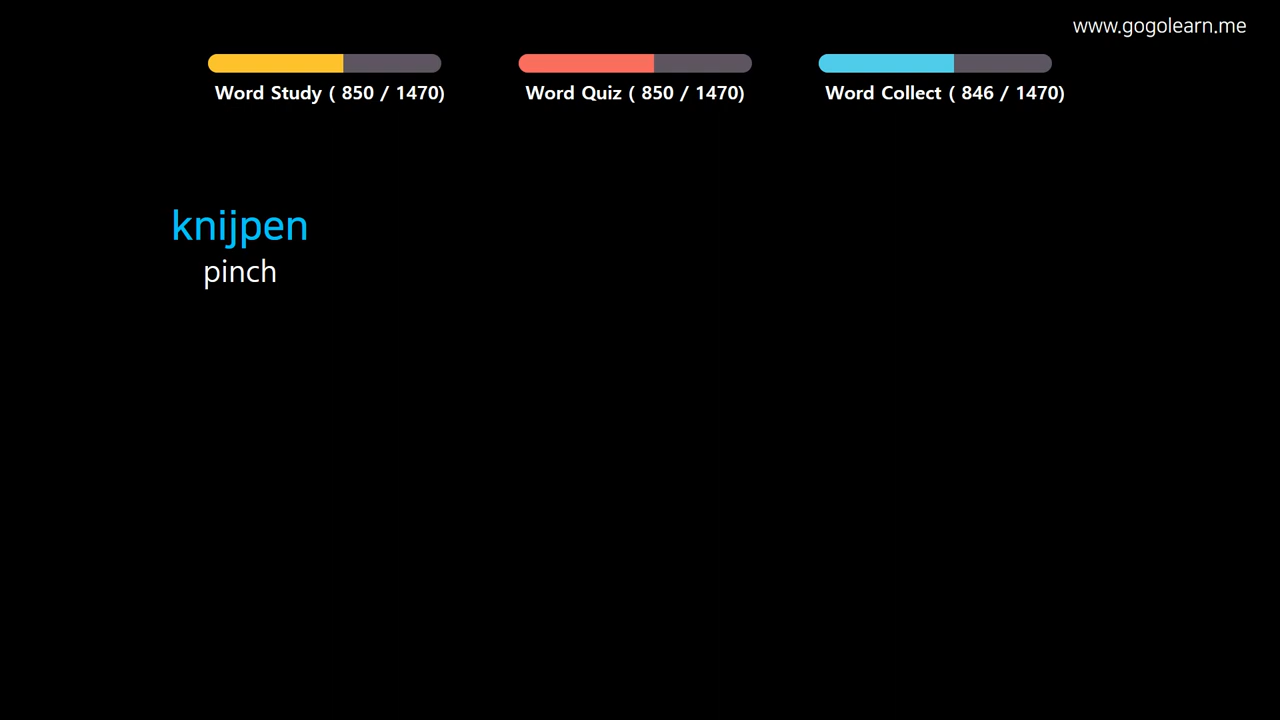 www.gogolearn.me
Word Study ( 850 / 1470)
Word Quiz ( 850 / 1470)
Word Collect ( 846 / 1470)
knijpen
pinch